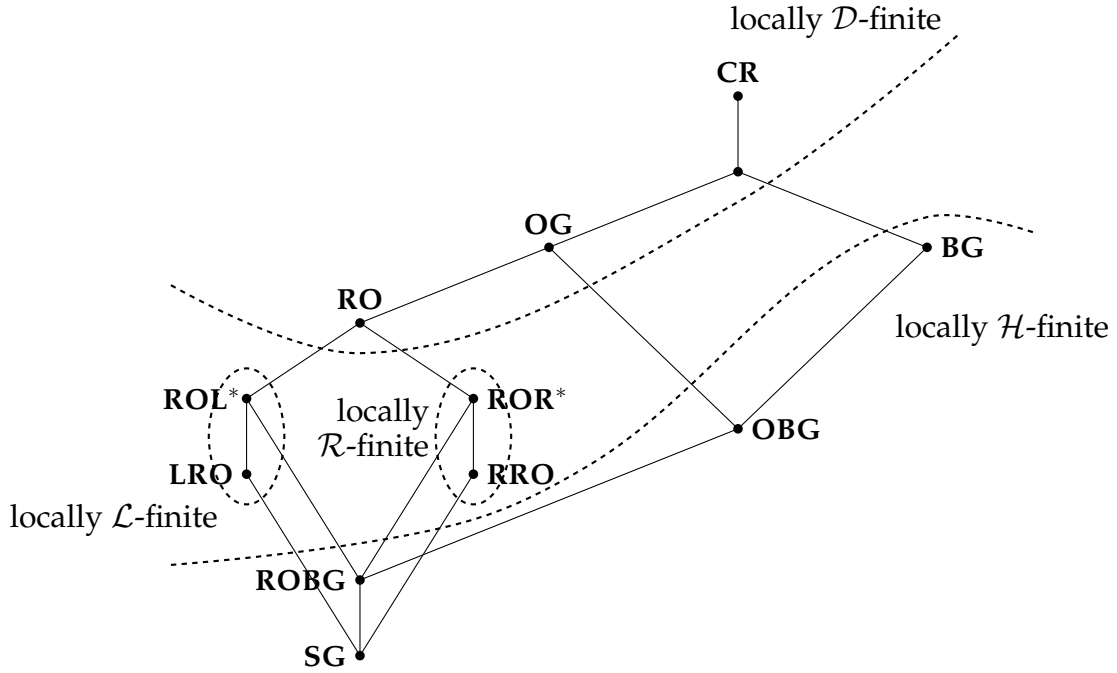 locally 𝒟-finite
CR
OG
BG
RO
locally ℋ-finite
ROL*
locally
ℛ-finite
ROR*
OBG
LRO
RRO
locally ℒ-finite
ROBG
SG